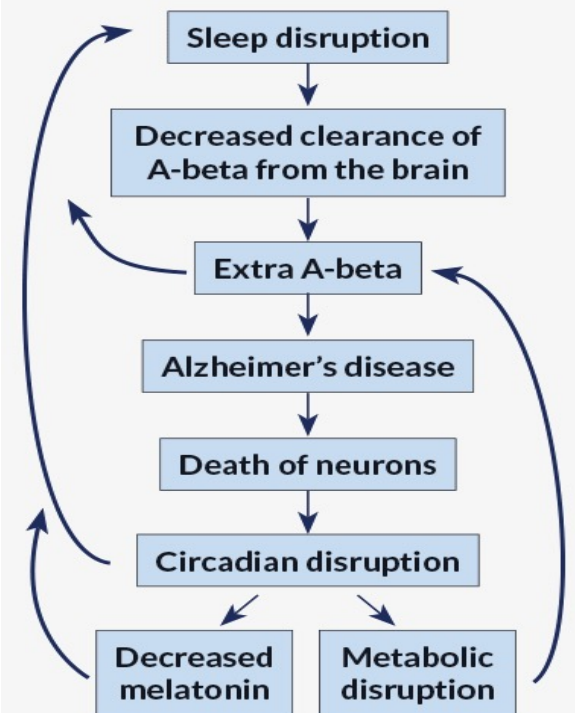 Sleep disruption
Decreased clearance of
A-beta from the brain
Extra A-beta
Alzheimer’s disease
Death of neurons
Circadian disruption
Decreased
melatonin
Metabolic
disruption